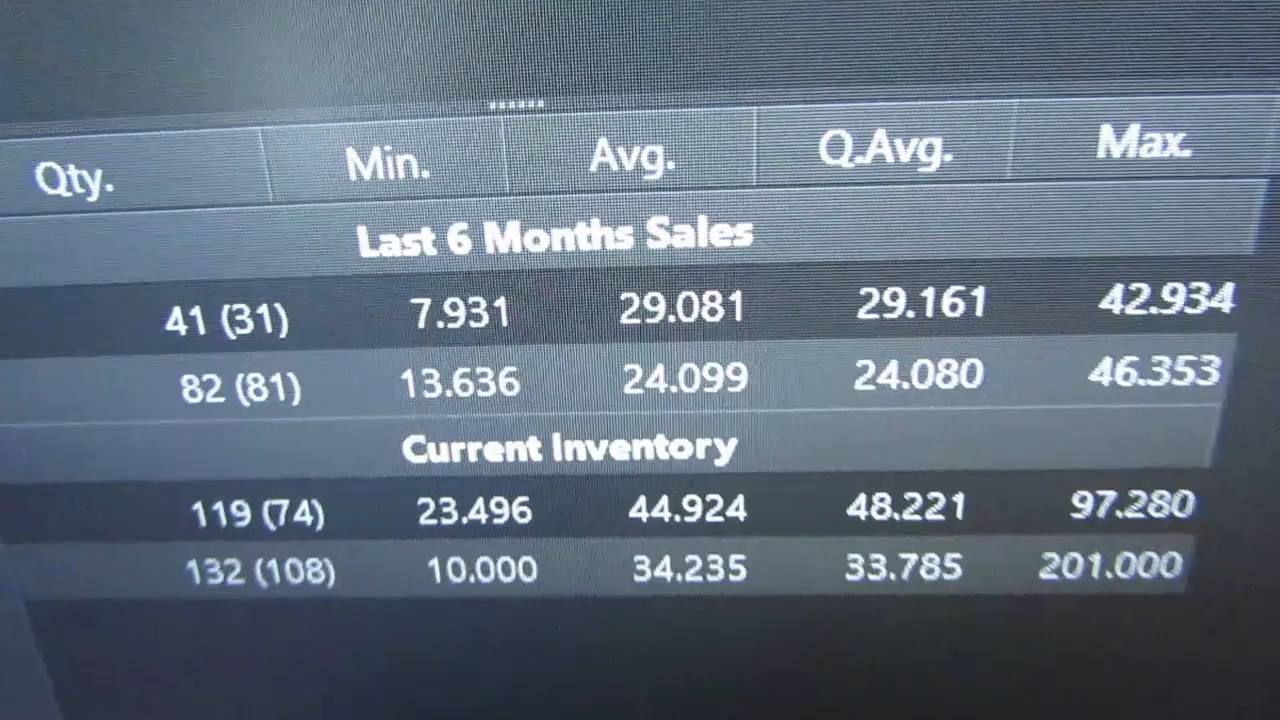 Qty. Min. Avg. Q.Avg. Max.
Last 6 Months Sales
41 (31) 7.931 29.081 29.161 42.934
82 (81) 13.636 24.099 24.080 46.353
Current Inventory
119 (74) 23.496 44.924 48.221 97.280
132 (108) 10.000 34.235 33.785 201.000